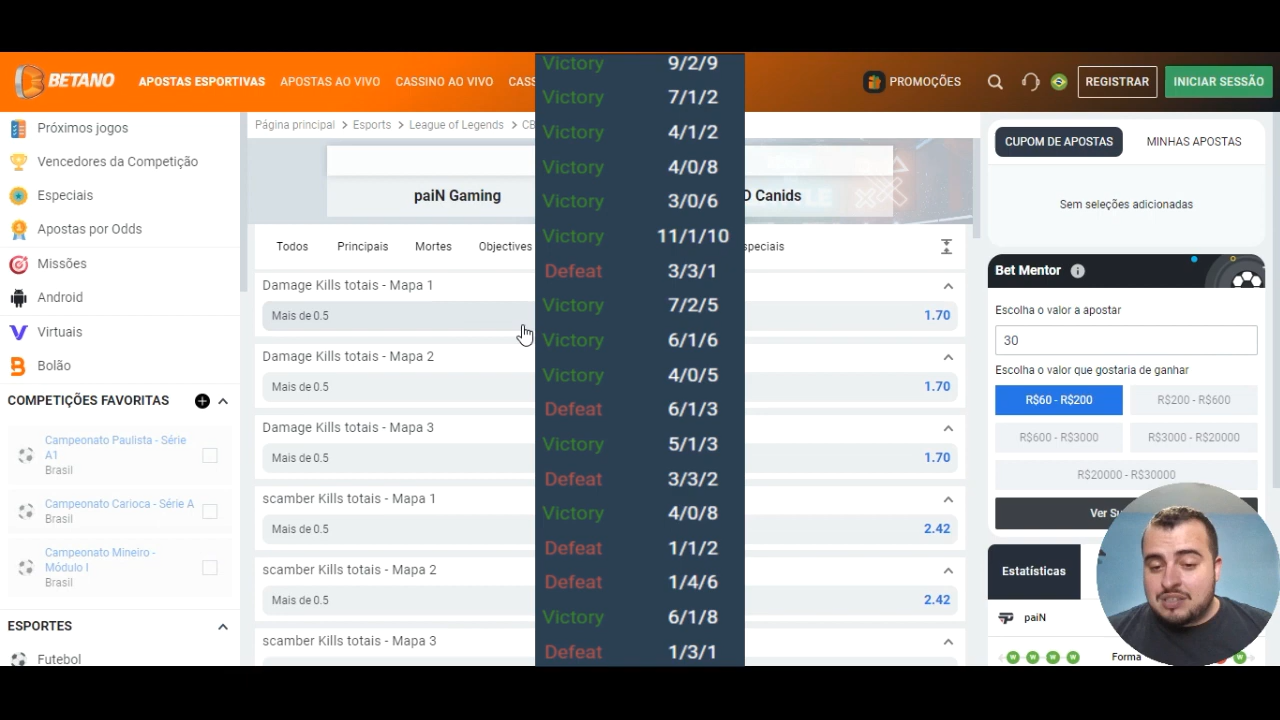 BETANO
APOSTAS ESPORTIVAS
APOSTAS AO VIVO
CASSINO AO VIVO
PROMOÇÕES
REGISTRAR
INICIAR SESSÃO
Próximos jogos
Vencedores da Competição
Especiais
Apostas por Odds
Missões
Android
Virtuais
Bolão
COMPETIÇÕES FAVORITAS
Campeonato Paulista - Série
A1
Brasil
Campeonato Carioca - Série A
Brasil
Campeonato Mineiro -
Módulo I
Brasil
ESPORTES
Futebol
Página principal > Esports > League of Legends >
paiN Gaming
Canids
Todos
Principais
Mortes
Objectives
Damage Kills totais - Mapa 1
Mais de 0.5
1.70
Damage Kills totais - Mapa 2
Mais de 0.5
1.70
Damage Kills totais - Mapa 3
Mais de 0.5
1.70
scamber Kills totais - Mapa 1
Mais de 0.5
2.42
scamber Kills totais - Mapa 2
Mais de 0.5
2.42
scamber Kills totais - Mapa 3
Victory 9/2/9
Victory 7/1/2
Victory 4/1/2
Victory 4/0/8
Victory 3/0/6
Victory 11/1/10
Defeat 3/3/1
Victory 7/2/5
Victory 6/1/6
Victory 4/0/5
Defeat 6/1/3
Victory 5/1/3
Defeat 3/3/2
Victory 4/0/8
Defeat 1/1/2
Defeat 1/4/6
Victory 6/1/8
Defeat 1/3/1
CUPOM DE APOSTAS
MINHAS APOSTAS
Sem seleções adicionadas
Bet Mentor
Escolha o valor a apostar
30
Escolha o valor que gostaria de ganhar
R$60 - R$200
R$200 - R$600
R$600 - R$3000
R$3000 - R$20000
R$20000 - R$30000
Ver
Estatísticas
paiN
Forma